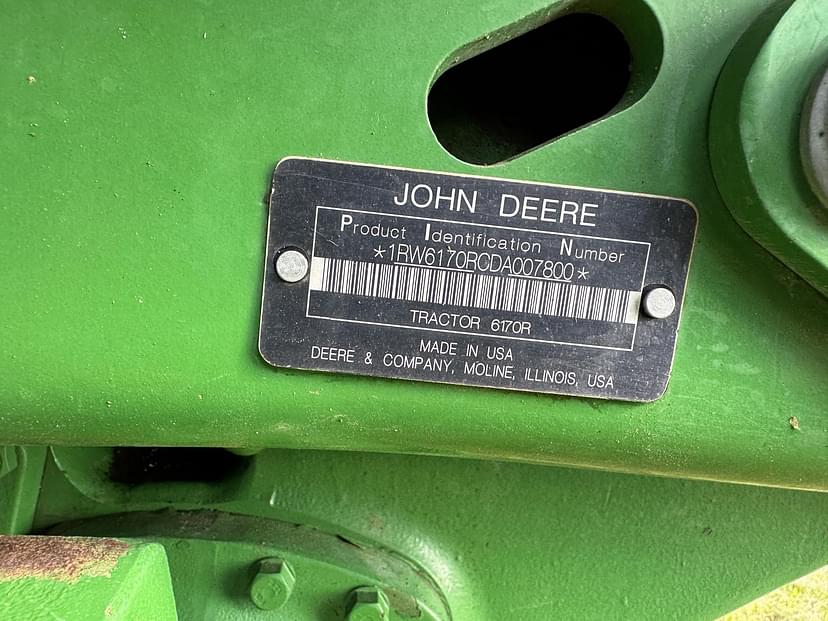 JOHN DEERE
Product Identification Number
*1RW6170RCDA007800*
TRACTOR 6170R
MADE IN USA
DEERE & COMPANY, MOLINE, ILLINOIS, USA